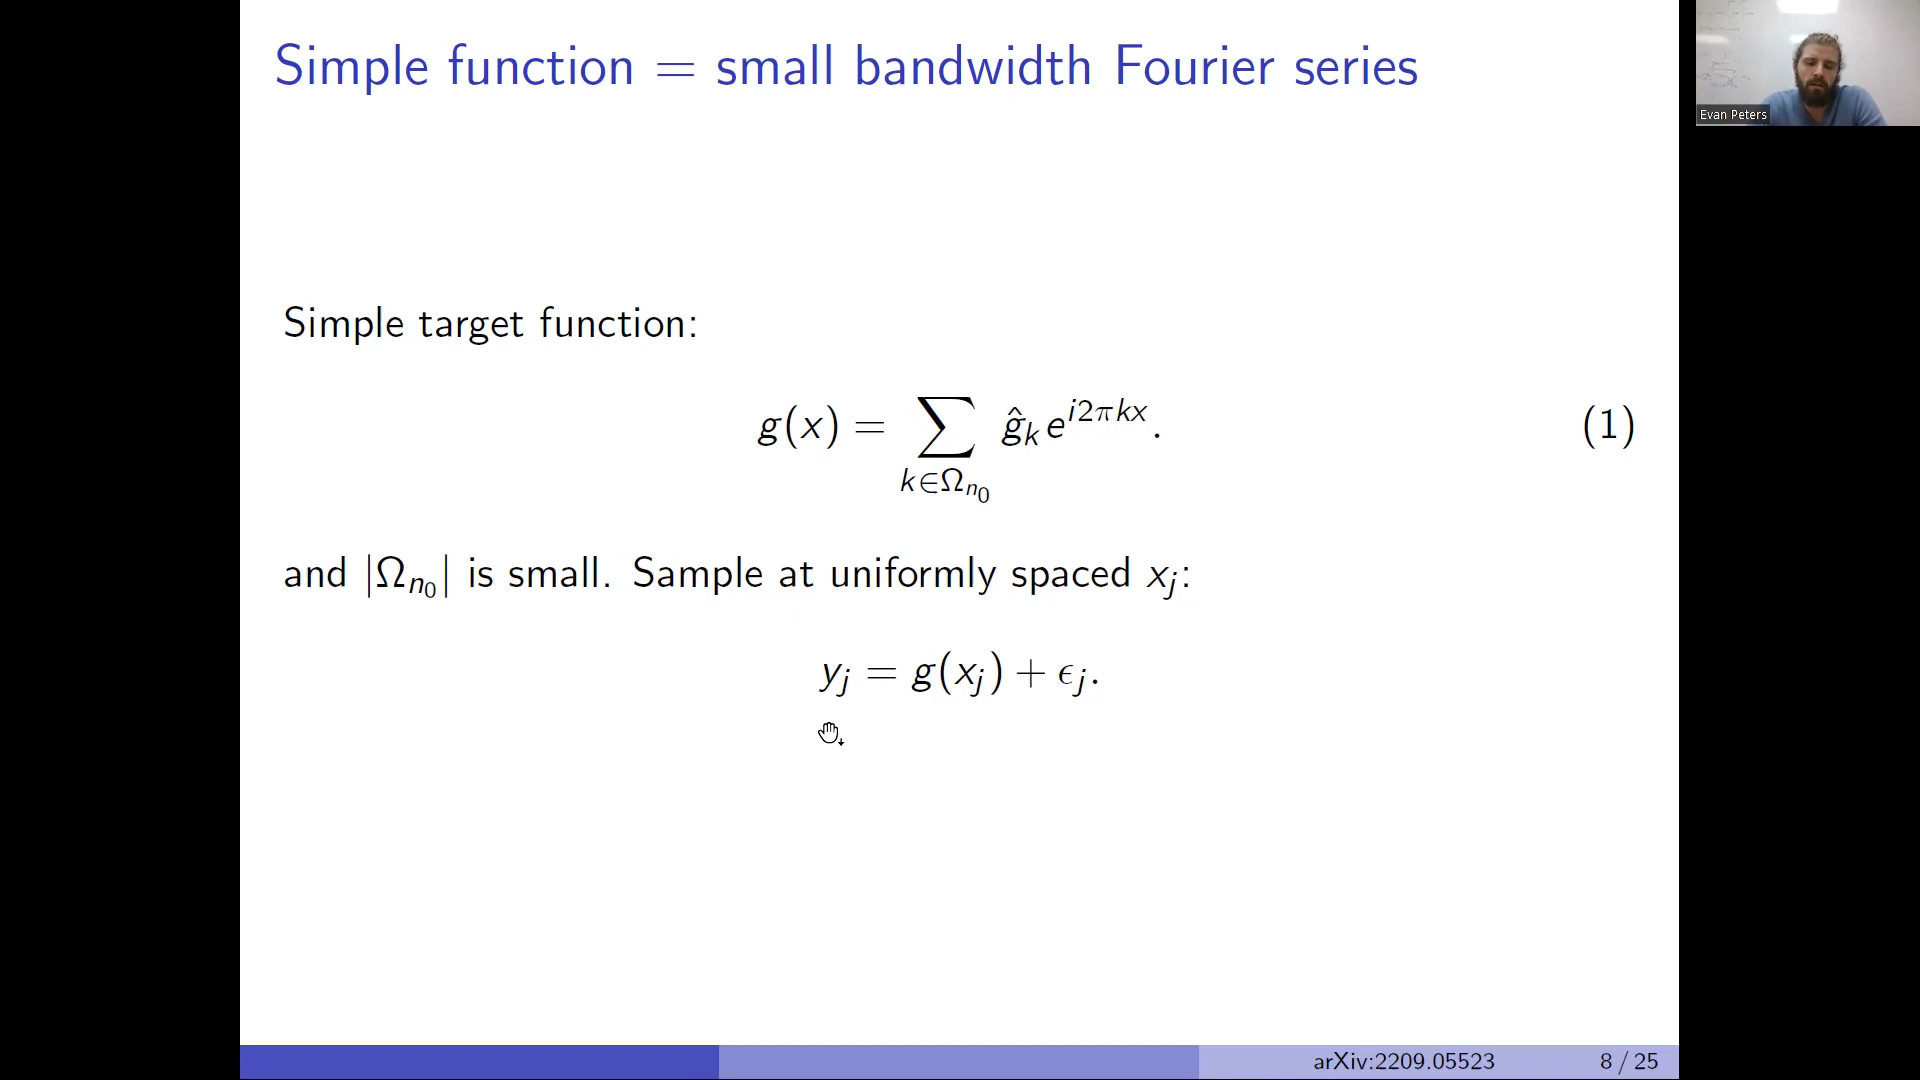 Simple function = small bandwidth Fourier series
Evan Peters
Simple target function:
g(x) = ∑_{k∈Ω_{n_0}} ĝ_k e^{i2πkx}. (1)
and |Ω_{n_0}| is small. Sample at uniformly spaced x_j:
y_j = g(x_j) + ϵ_j.
arXiv:2209.05523 8 / 25